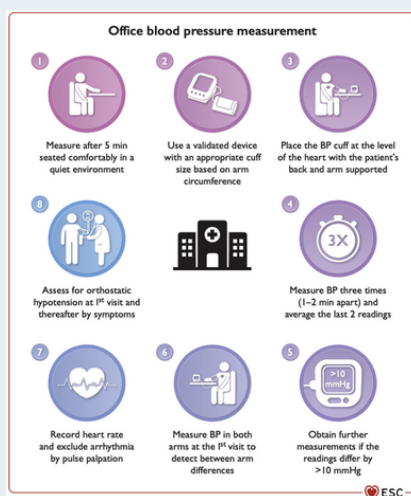 Office blood pressure measurement
1
Measure after 5 min
seated comfortably in a
quiet environment
2
Use a validated device
with an appropriate cuff
size based on arm
circumference
3
Place the BP cuff at the level
of the heart with the patient's
back and arm supported
4
3X
Measure BP three times
(1–2 min apart) and
average the last 2 readings
5
>10
mmHg
Obtain further
measurements if the
readings differ by
>10 mmHg
6
Measure BP in both
arms at the 1st visit to
detect between arm
differences
7
Record heart rate
and exclude arrhythmia
by pulse palpation
8
Assess for orthostatic
hypotension at 1st visit and
thereafter by symptoms
ESC